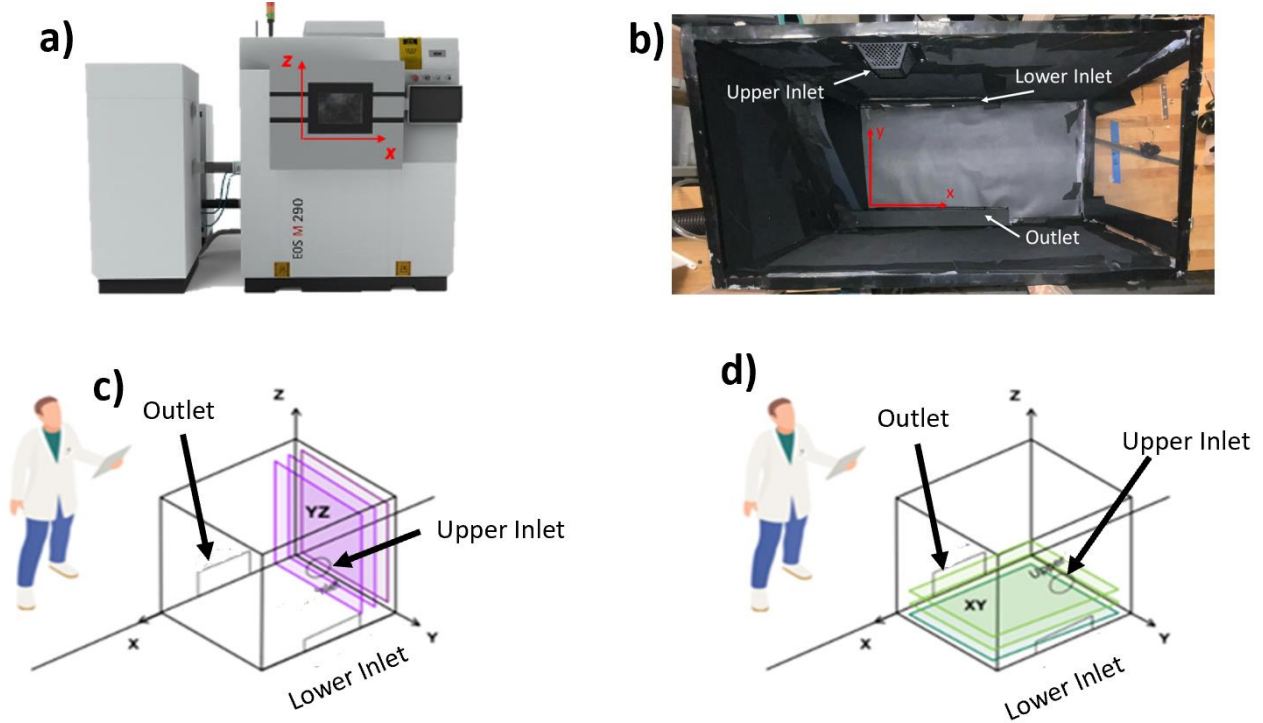 a)
z
x
EOS M 290
b)
Upper Inlet
Lower Inlet
y
x
Outlet
c)
Outlet
Z
YZ
Upper Inlet
X
Y
Lower Inlet
d)
Outlet
Z
Upper Inlet
Upper
XY
X
Y
Lower Inlet